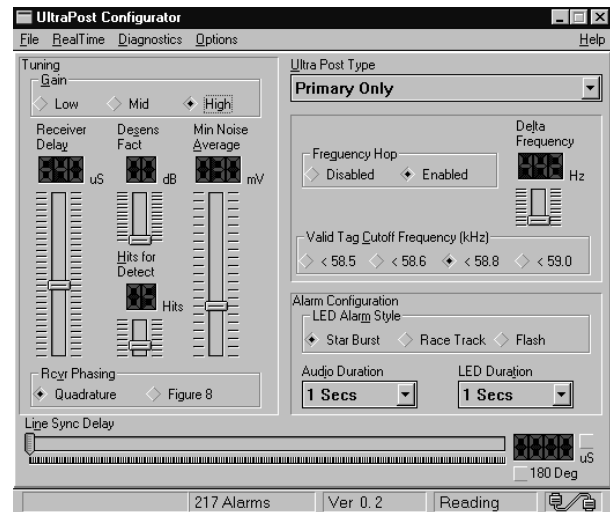 UltraPost Configurator
File RealTime Diagnostics Options Help
Tuning
Gain
Low Mid High
Receiver Delay
uS
Desens Fact
dB
Min Noise Average
mV
Hits for Detect
Hits
Rcvr Phasing
Quadrature Figure 8
Ultra Post Type
Primary Only
Frequency Hop
Disabled Enabled
Delta Frequency
Hz
Valid Tag Cutoff Frequency (kHz)
< 58.5 < 58.6 < 58.8 < 59.0
Alarm Configuration
LED Alarm Style
Star Burst Race Track Flash
Audio Duration
1 Secs
LED Duration
1 Secs
Line Sync Delay
uS
180 Deg
217 Alarms Ver 0.2 Reading